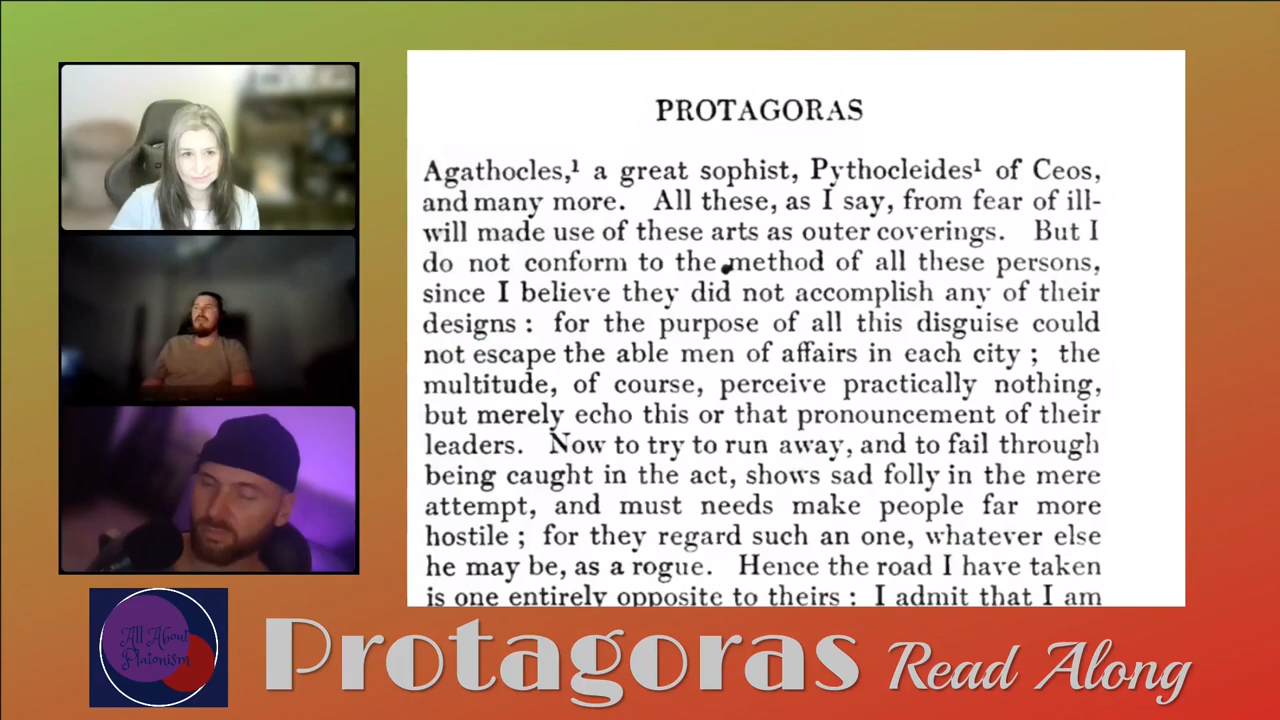 PROTAGORAS
Agathocles,¹ a great sophist, Pythocleides¹ of Ceos,
and many more. All these, as I say, from fear of ill-
will made use of these arts as outer coverings. But I
do not conform to the method of all these persons,
since I believe they did not accomplish any of their
designs : for the purpose of all this disguise could
not escape the able men of affairs in each city ; the
multitude, of course, perceive practically nothing,
but merely echo this or that pronouncement of their
leaders. Now to try to run away, and to fail through
being caught in the act, shows sad folly in the mere
attempt, and must needs make people far more
hostile ; for they regard such an one, whatever else
he may be, as a rogue. Hence the road I have taken
is one entirely opposite to theirs : I admit that I am
All About
Platonism
Protagoras Read Along